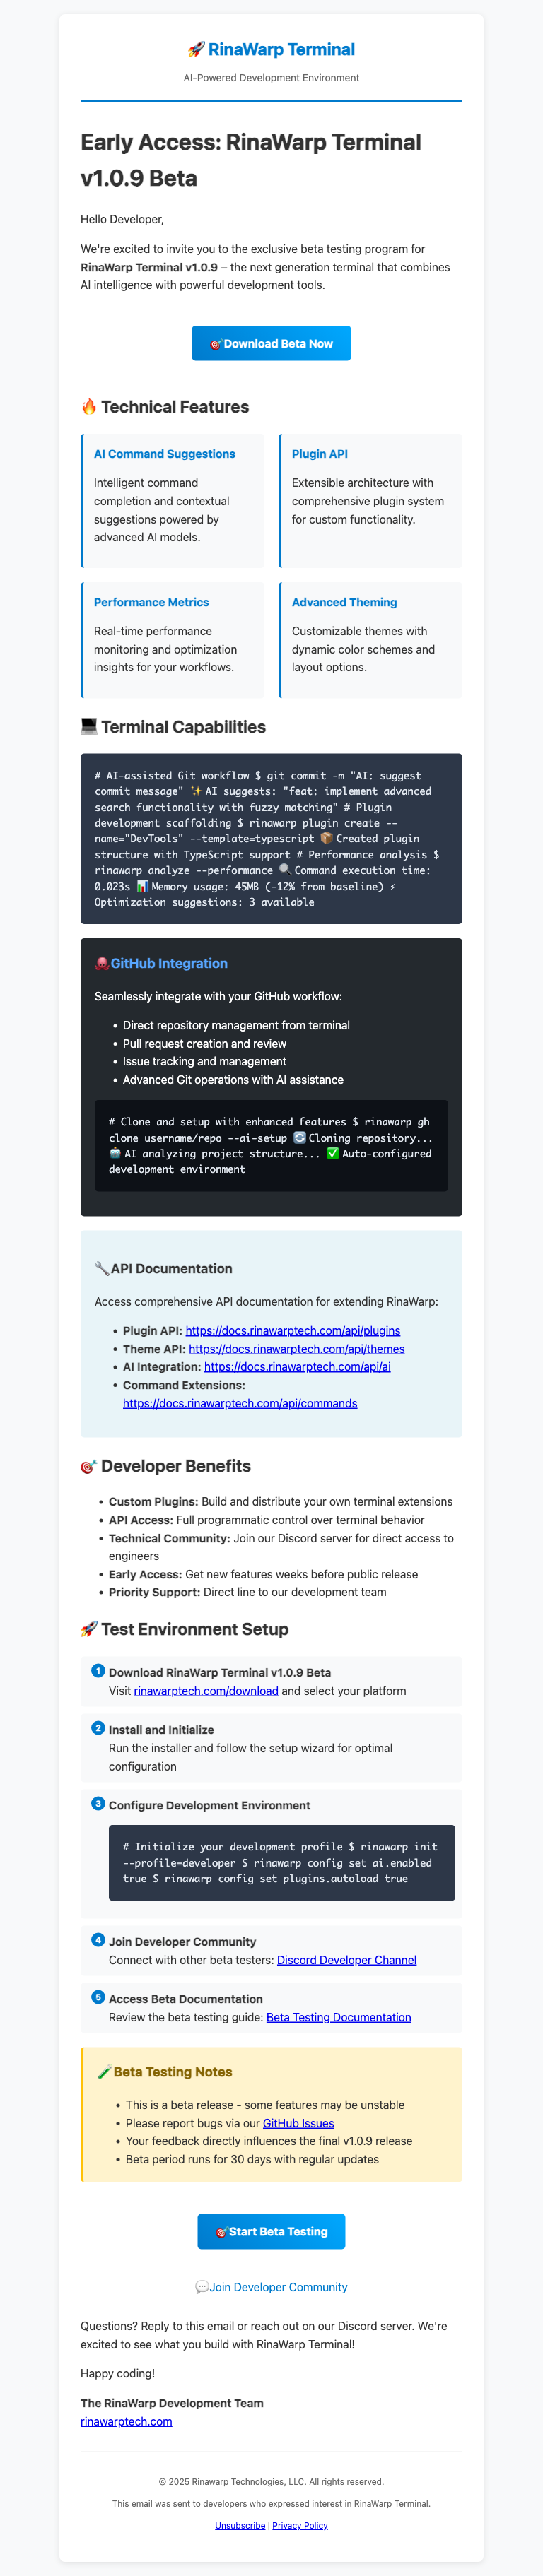 🚀 RinaWarp Terminal
AI-Powered Development Environment
Early Access: RinaWarp Terminal
v1.0.9 Beta
Hello Developer,
We're excited to invite you to the exclusive beta testing program for
RinaWarp Terminal v1.0.9 – the next generation terminal that combines
AI intelligence with powerful development tools.
🎯 Download Beta Now
🔥 Technical Features
AI Command Suggestions
Intelligent command
completion and contextual
suggestions powered by
advanced AI models.
Plugin API
Extensible architecture with
comprehensive plugin system
for custom functionality.
Performance Metrics
Real-time performance
monitoring and optimization
insights for your workflows.
Advanced Theming
Customizable themes with
dynamic color schemes and
layout options.
💻 Terminal Capabilities
# AI-assisted Git workflow $ git commit -m "AI: suggest
commit message" ✨ AI suggests: "feat: implement advanced
search functionality with fuzzy matching" # Plugin
development scaffolding $ rinawarp plugin create --
name="DevTools" --template=typescript 📦 Created plugin
structure with TypeScript support # Performance analysis $
rinawarp analyze --performance 🔍 Command execution time:
0.023s 📊 Memory usage: 45MB (-12% from baseline) ⚡
Optimization suggestions: 3 available
🐙 GitHub Integration
Seamlessly integrate with your GitHub workflow:
• Direct repository management from terminal
• Pull request creation and review
• Issue tracking and management
• Advanced Git operations with AI assistance
# Clone and setup with enhanced features $ rinawarp gh
clone username/repo --ai-setup 🔄 Cloning repository...
🤖 AI analyzing project structure... ✅ Auto-configured
development environment
🔧 API Documentation
Access comprehensive API documentation for extending RinaWarp:
• Plugin API: https://docs.rinawarptech.com/api/plugins
• Theme API: https://docs.rinawarptech.com/api/themes
• AI Integration: https://docs.rinawarptech.com/api/ai
• Command Extensions:
https://docs.rinawarptech.com/api/commands
🎯 Developer Benefits
• Custom Plugins: Build and distribute your own terminal extensions
• API Access: Full programmatic control over terminal behavior
• Technical Community: Join our Discord server for direct access to
engineers
• Early Access: Get new features weeks before public release
• Priority Support: Direct line to our development team
🚀 Test Environment Setup
1 Download RinaWarp Terminal v1.0.9 Beta
Visit rinawarptech.com/download and select your platform
2 Install and Initialize
Run the installer and follow the setup wizard for optimal
configuration
3 Configure Development Environment
# Initialize your development profile $ rinawarp init
--profile=developer $ rinawarp config set ai.enabled
true $ rinawarp config set plugins.autoload true
4 Join Developer Community
Connect with other beta testers: Discord Developer Channel
5 Access Beta Documentation
Review the beta testing guide: Beta Testing Documentation
🧪 Beta Testing Notes
• This is a beta release - some features may be unstable
• Please report bugs via our GitHub Issues
• Your feedback directly influences the final v1.0.9 release
• Beta period runs for 30 days with regular updates
🎯 Start Beta Testing
💬 Join Developer Community
Questions? Reply to this email or reach out on our Discord server. We're
excited to see what you build with RinaWarp Terminal!
Happy coding!
The RinaWarp Development Team
rinawarptech.com
© 2025 Rinawarp Technologies, LLC. All rights reserved.
This email was sent to developers who expressed interest in RinaWarp Terminal.
Unsubscribe | Privacy Policy